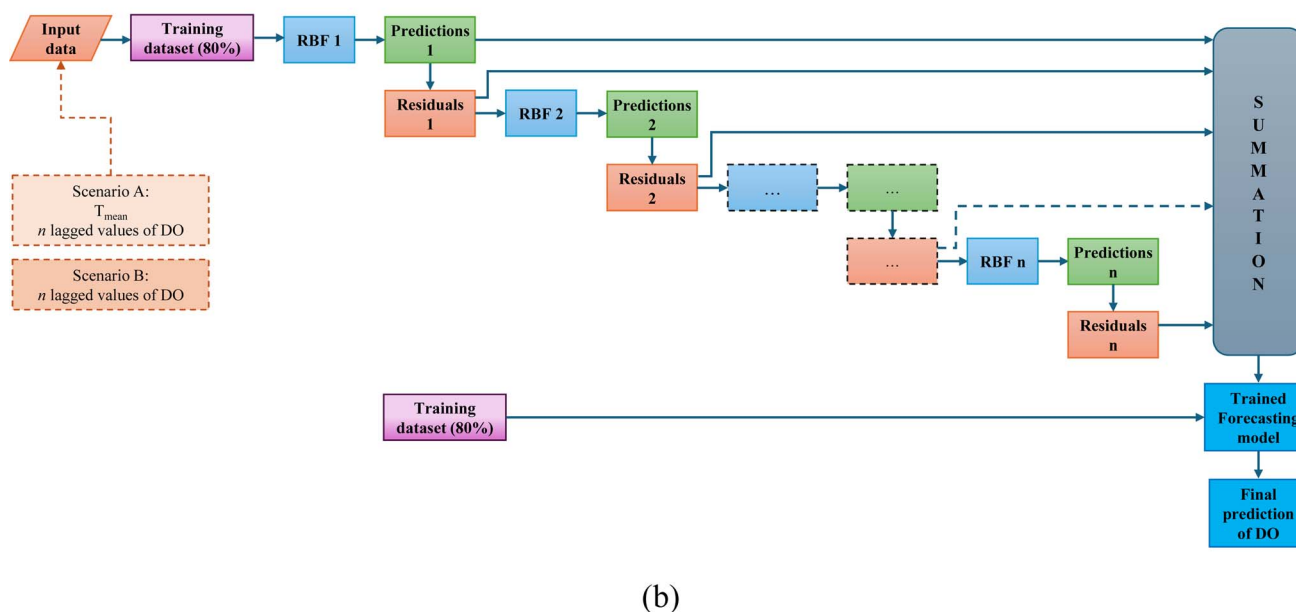 Input
data
Training
dataset (80%)
RBF 1
Predictions
1
Residuals
1
RBF 2
Predictions
2
Residuals
2
...
...
...
RBF n
Predictions
n
Residuals
n
S
U
M
M
A
T
I
O
N
Scenario A:
Tmean
n lagged values of DO
Scenario B:
n lagged values of DO
Training
dataset (80%)
Trained
Forecasting
model
Final
prediction
of DO
(b)